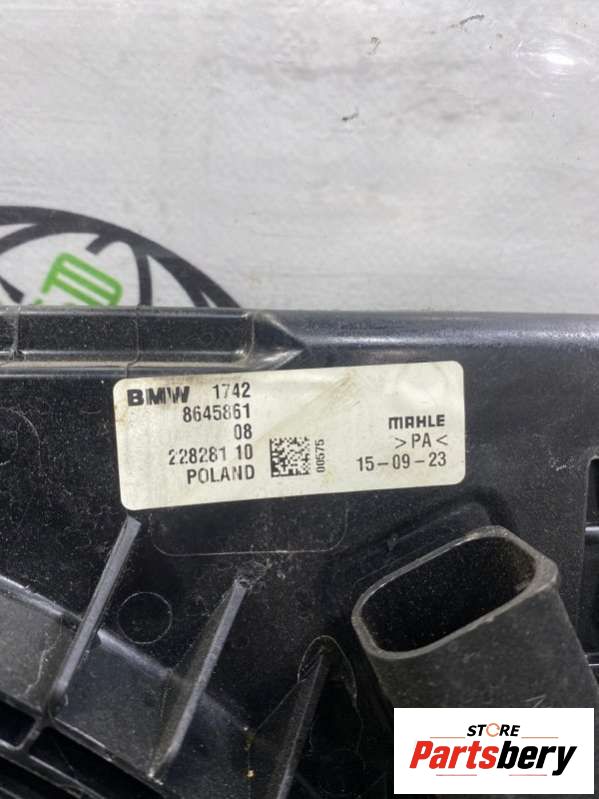 BMW 1742
8645861
08
228281 10
POLAND
00575
MAHLE
>PA<
15-09-23
STORE
Partsbery